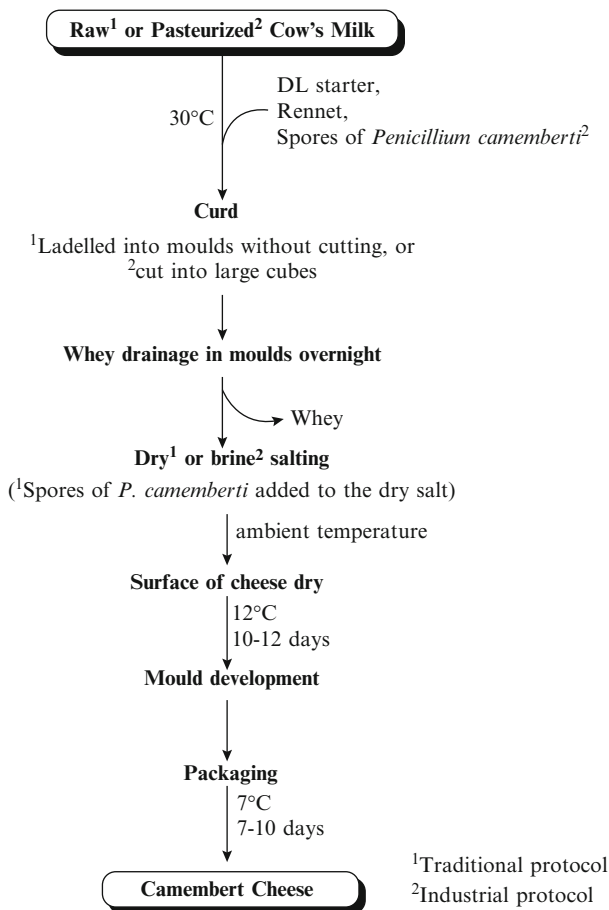 Raw¹ or Pasteurized² Cow's Milk
DL starter,
Rennet,
Spores of Penicillium camemberti²
30°C
Curd
¹Ladelled into moulds without cutting, or
²cut into large cubes
Whey drainage in moulds overnight
Whey
Dry¹ or brine² salting
(¹Spores of P. camemberti added to the dry salt)
ambient temperature
Surface of cheese dry
12°C
10-12 days
Mould development
Packaging
7°C
7-10 days
Camembert Cheese
¹Traditional protocol
²Industrial protocol